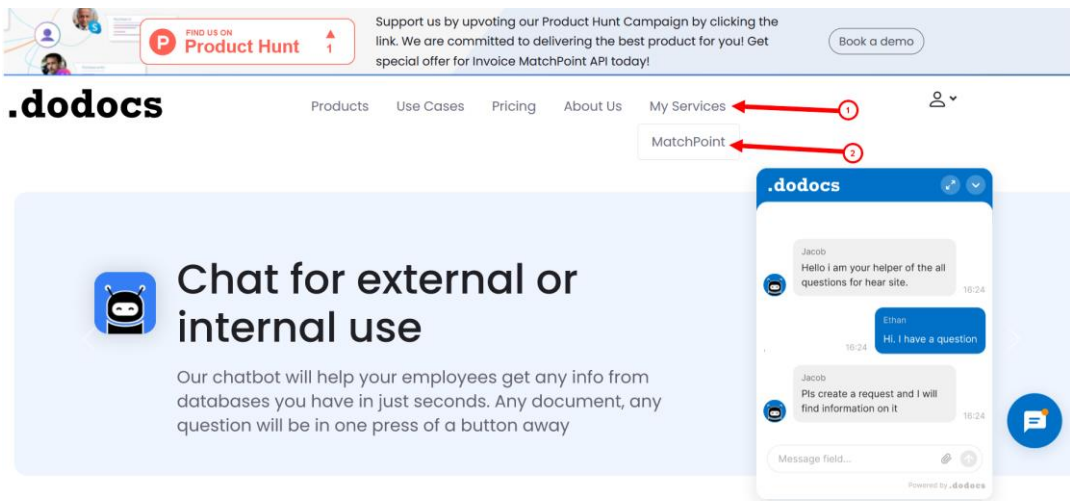 FIND US ON
Product Hunt
1
Support us by upvoting our Product Hunt Campaign by clicking the
link. We are committed to delivering the best product for you! Get
special offer for Invoice MatchPoint API today!
Book a demo
.dodocs
Products Use Cases Pricing About Us My Services
1
MatchPoint
2
.dodocs
Chat for external or
internal use
Our chatbot will help your employees get any info from
databases you have in just seconds. Any document, any
question will be in one press of a button away
Jacob
Hello i am your helper of the all
questions for hear site.
16:24
Ethan
Hi. I have a question
16:24
Jacob
Pls create a request and I will
find information on it
16:24
Message field...
Powered by .dodocs